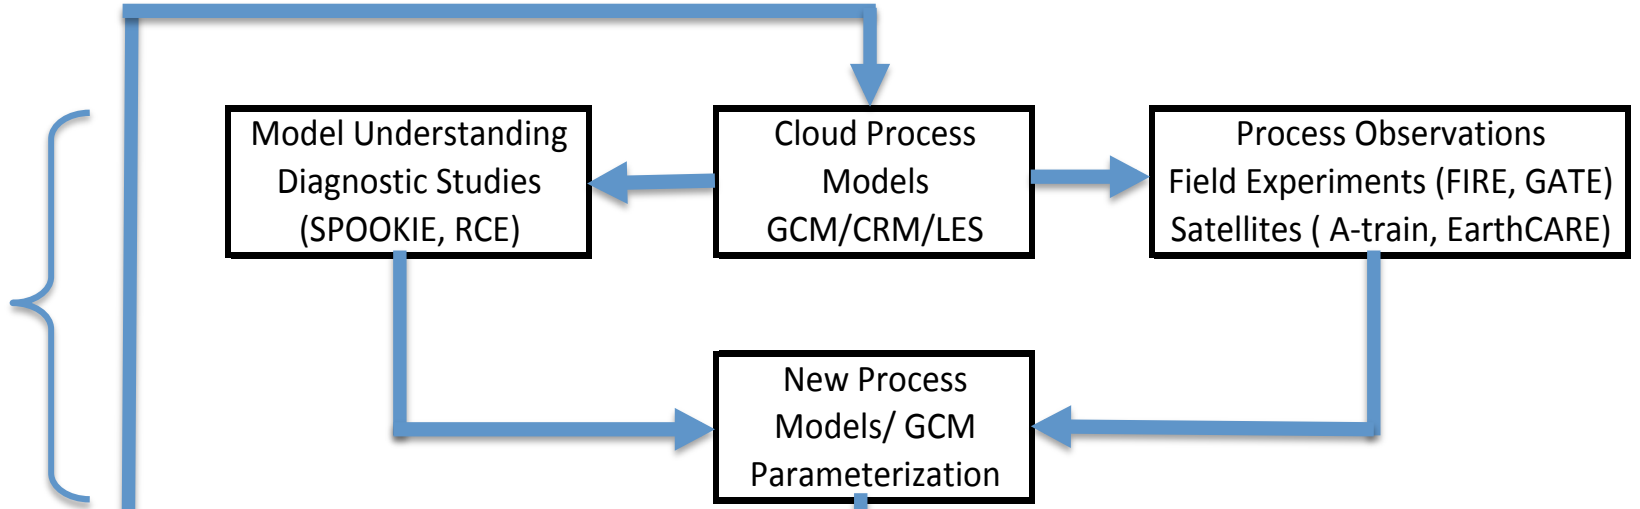 Model Understanding
Diagnostic Studies
(SPOOKIE, RCE)
Cloud Process
Models
GCM/CRM/LES
Process Observations
Field Experiments (FIRE, GATE)
Satellites ( A-train, EarthCARE)
New Process
Models/ GCM
Parameterization